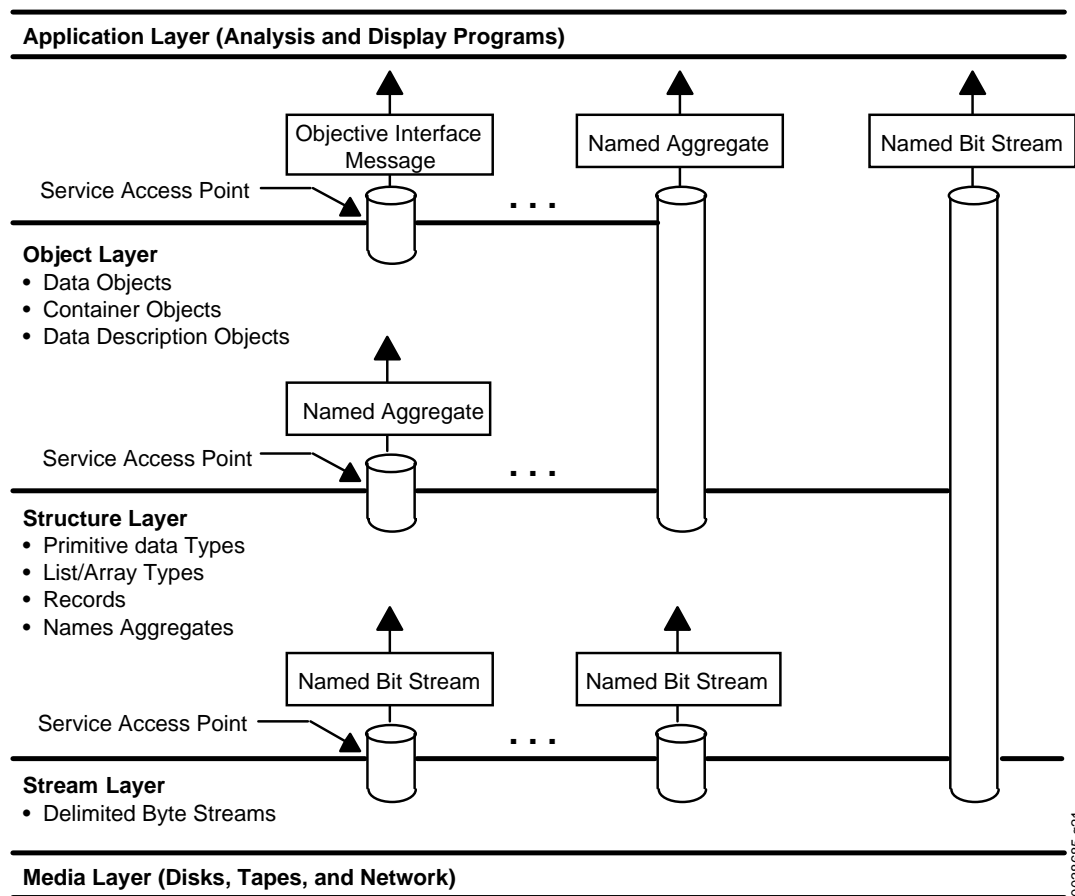 Application Layer (Analysis and Display Programs)
Objective Interface
Message
Named Aggregate
Named Bit Stream
Service Access Point
. . .
Object Layer
• Data Objects
• Container Objects
• Data Description Objects
Named Aggregate
Service Access Point
. . .
Structure Layer
• Primitive data Types
• List/Array Types
• Records
• Names Aggregates
Named Bit Stream
Named Bit Stream
Service Access Point
. . .
Stream Layer
• Delimited Byte Streams
Media Layer (Disks, Tapes, and Network)